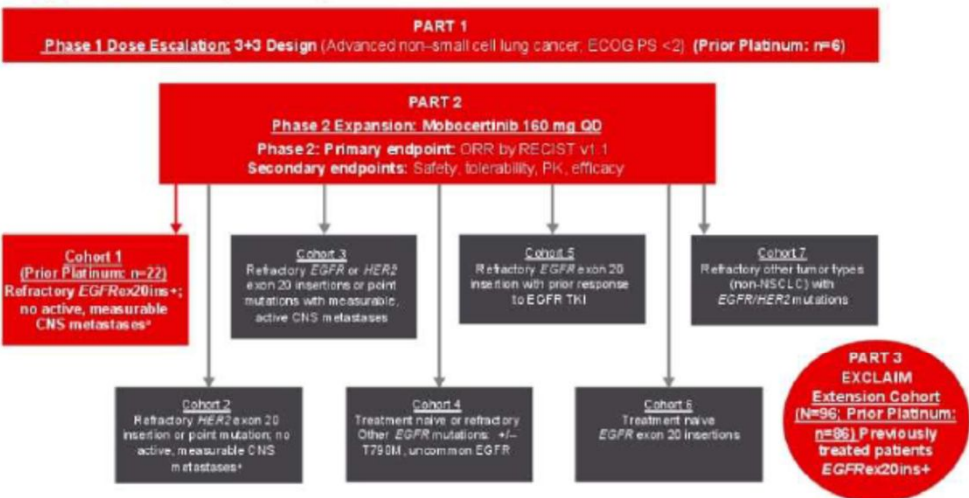 PART 1
Phase 1 Dose Escalation: 3+3 Design (Advanced non–small cell lung cancer; ECOG PS <2) (Prior Platinum: n=6)
PART 2
Phase 2 Expansion: Mobocertinib 160 mg QD
Phase 2: Primary endpoint: ORR by RECIST v1.1
Secondary endpoints: Safety, tolerability, PK, efficacy
Cohort 1
(Prior Platinum: n=22)
Refractory EGFRex20ins+;
no active, measurable
CNS metastasesᵃ
Cohort 3
Refractory EGFR or HER2
exon 20 insertions or point
mutations with measurable,
active CNS metastases
Cohort 5
Refractory EGFR exon 20
insertion with prior response
to EGFR TKI
Cohort 7
Refractory other tumor types
(non-NSCLC) with
EGFR/HER2 mutations
Cohort 2
Refractory HER2 exon 20
insertion or point mutation; no
active, measurable CNS
metastasesᵃ
Cohort 4
Treatment naive or refractory
Other EGFR mutations: +/–
T790M, uncommon EGFR
Cohort 6
Treatment naive
EGFR exon 20 insertions
PART 3
EXCLAIM
Extension Cohort
(N=96; Prior Platinum:
n=86) Previously
treated patients
EGFRex20ins+